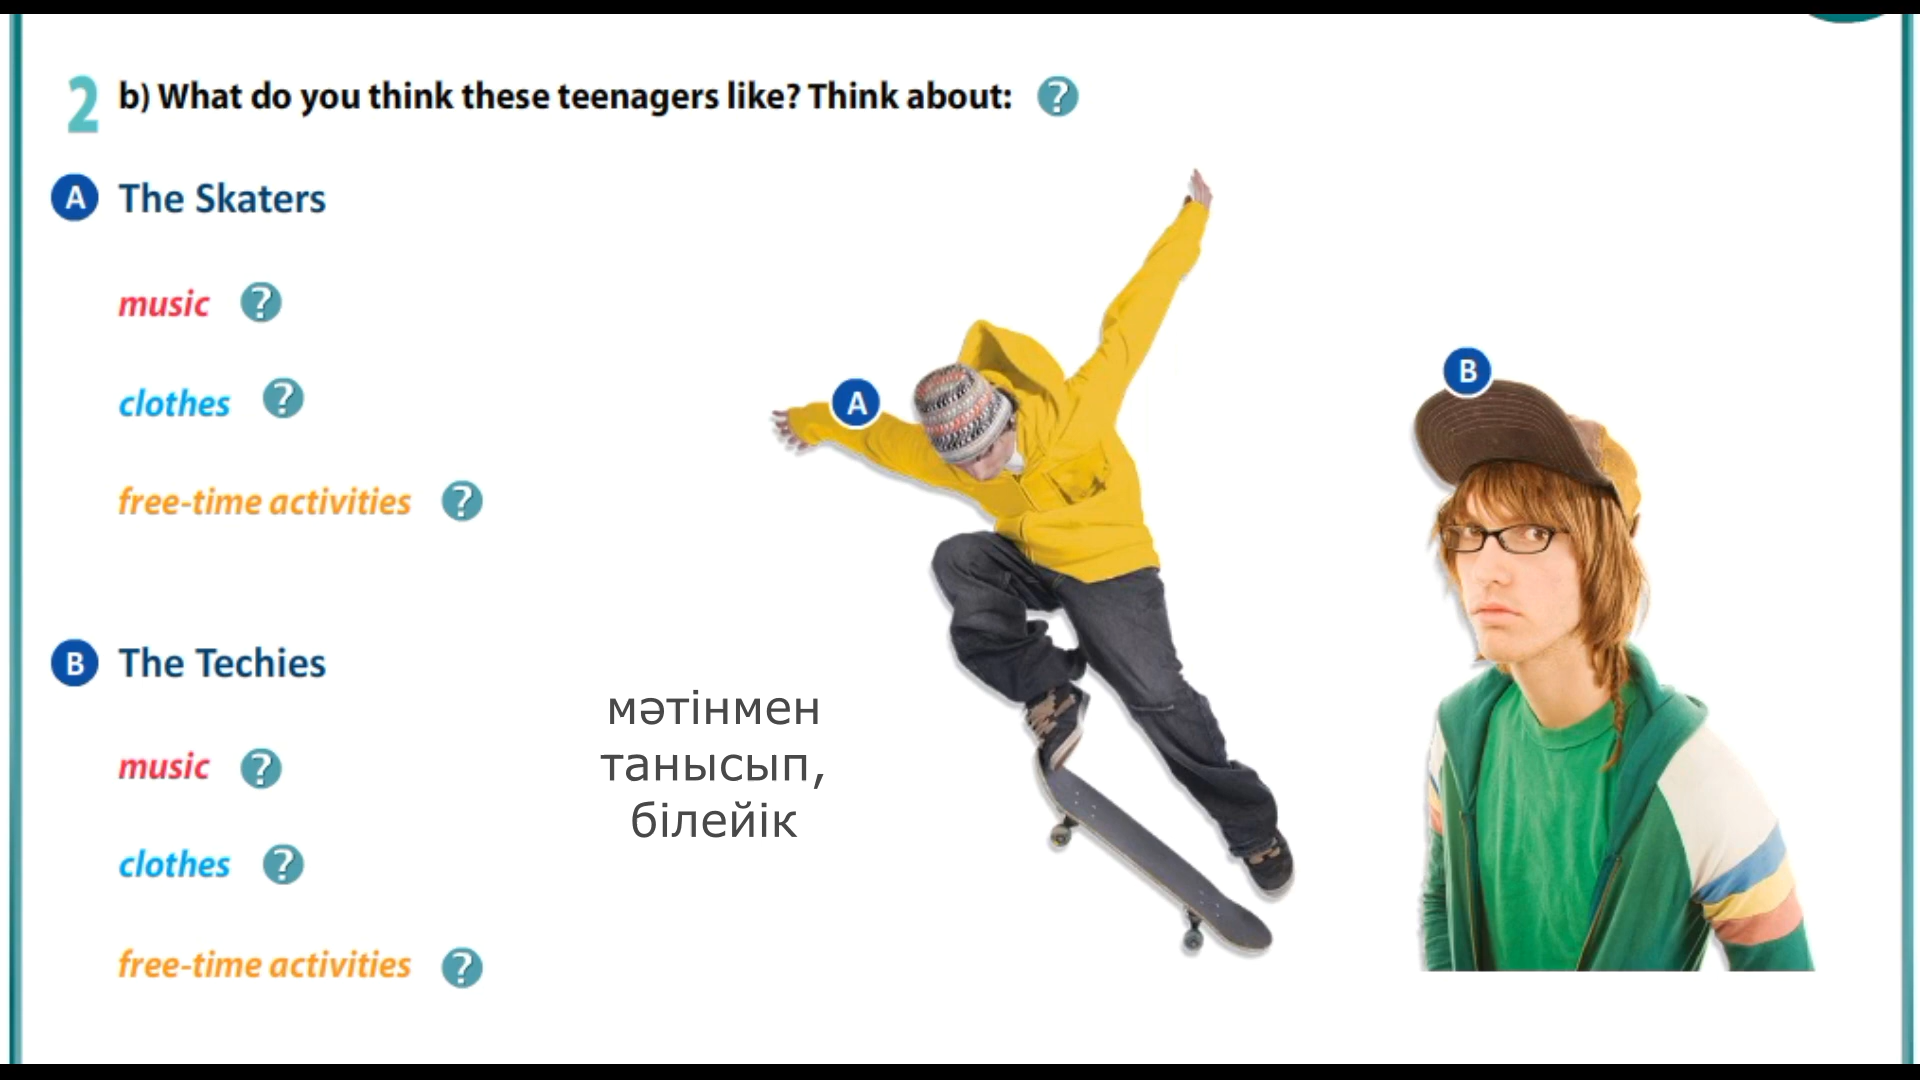 2 b) What do you think these teenagers like? Think about: ?
A The Skaters
music ?
clothes ?
free-time activities ?
A
B
B The Techies
music ?
clothes ?
free-time activities ?
мәтінмен
танысып,
білейік